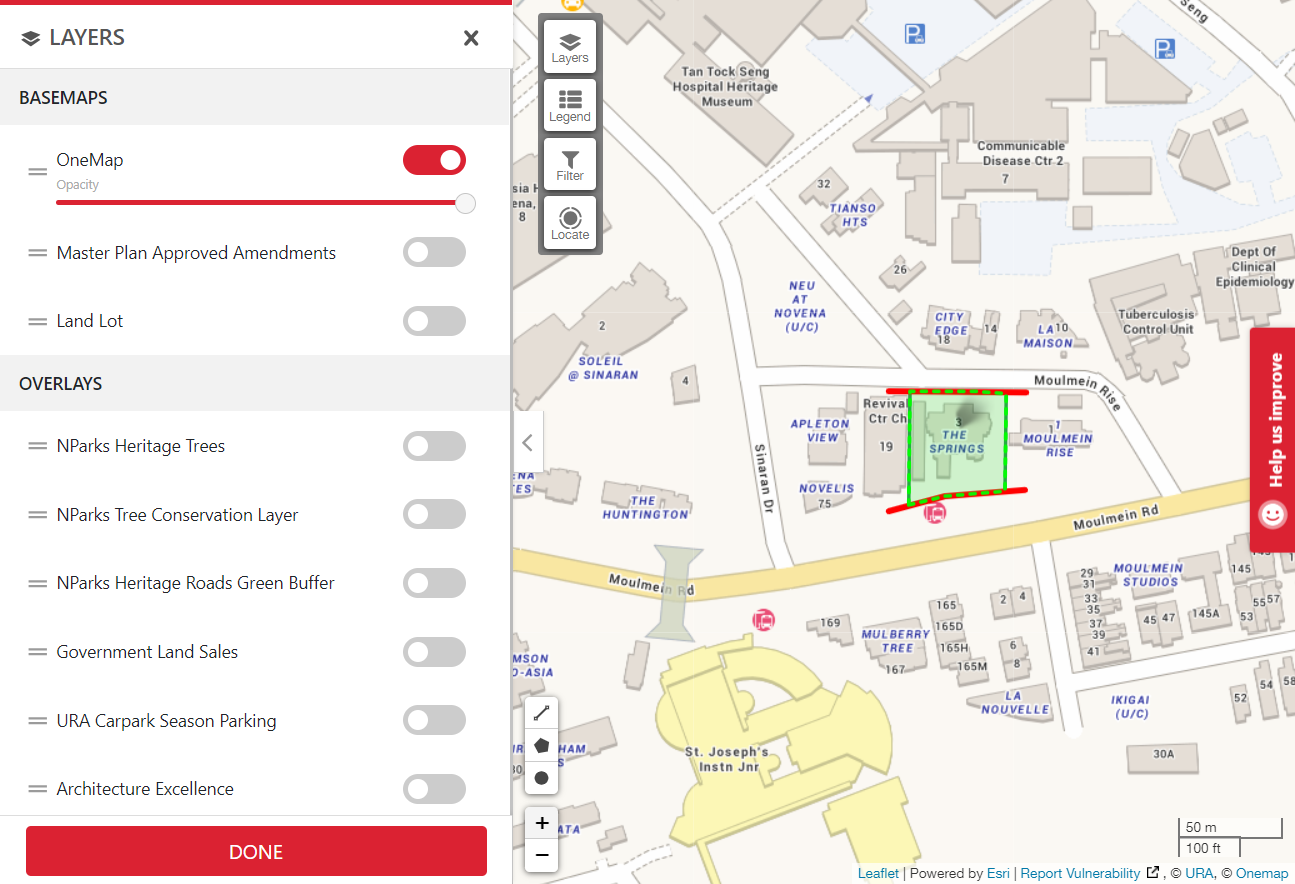 LAYERS
BASEMAPS
OneMap
Opacity
Master Plan Approved Amendments
Land Lot
OVERLAYS
NParks Heritage Trees
NParks Tree Conservation Layer
NParks Heritage Roads Green Buffer
Government Land Sales
URA Carpark Season Parking
Architecture Excellence
DONE
Layers
Legend
Filter
Locate
Seng
Tan Tock Seng
Hospital Heritage
Museum
Communicable
Disease Ctr 2
7
32
TIANSO
HTS
8
26
Dept Of
Clinical
Epidemiology
NEU
AT
NOVENA
(U/C)
CITY
EDGE
18
14
LA
MAISON
10
Tuberculosis
Control Unit
2
SOLEIL
@ SINARAN
4
Moulmein Rise
Ctr Ch
19
3
THE
SPRINGS
1
1
MOULMEIN
RISE
APLETON
VIEW
NOVELIS
75
Sinaran Dr
THE
HUNTINGTON
Help us improve
Moulmein Rd
Moulmein Rd
169
MULBERRY
TREE
167
165
165D
165H
165M
2
4
6
8
LA
NOUVELLE
29
31
33
35
37
39
41
MOULMEIN
STUDIOS
45
47
145A
145
53
55
57
52
54
58
IKIGAI
(U/C)
30A
St. Joseph's
Instn Jnr
+
−
50 m
100 ft
Leaflet | Powered by Esri | Report Vulnerability , © URA, © Onemap